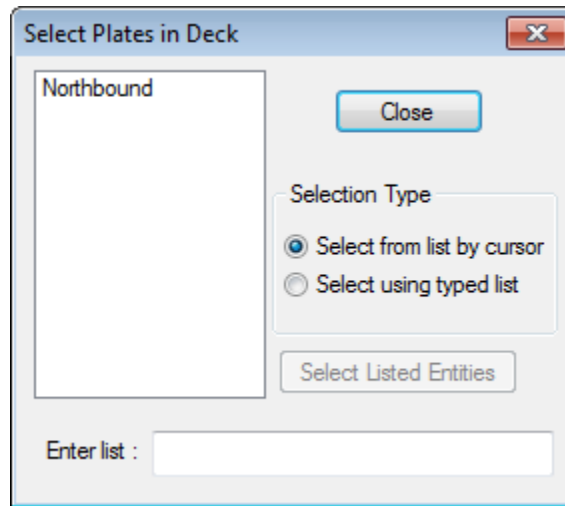 Select Plates in Deck
Northbound
Close
Selection Type
Select from list by cursor
Select using typed list
Select Listed Entities
Enter list :